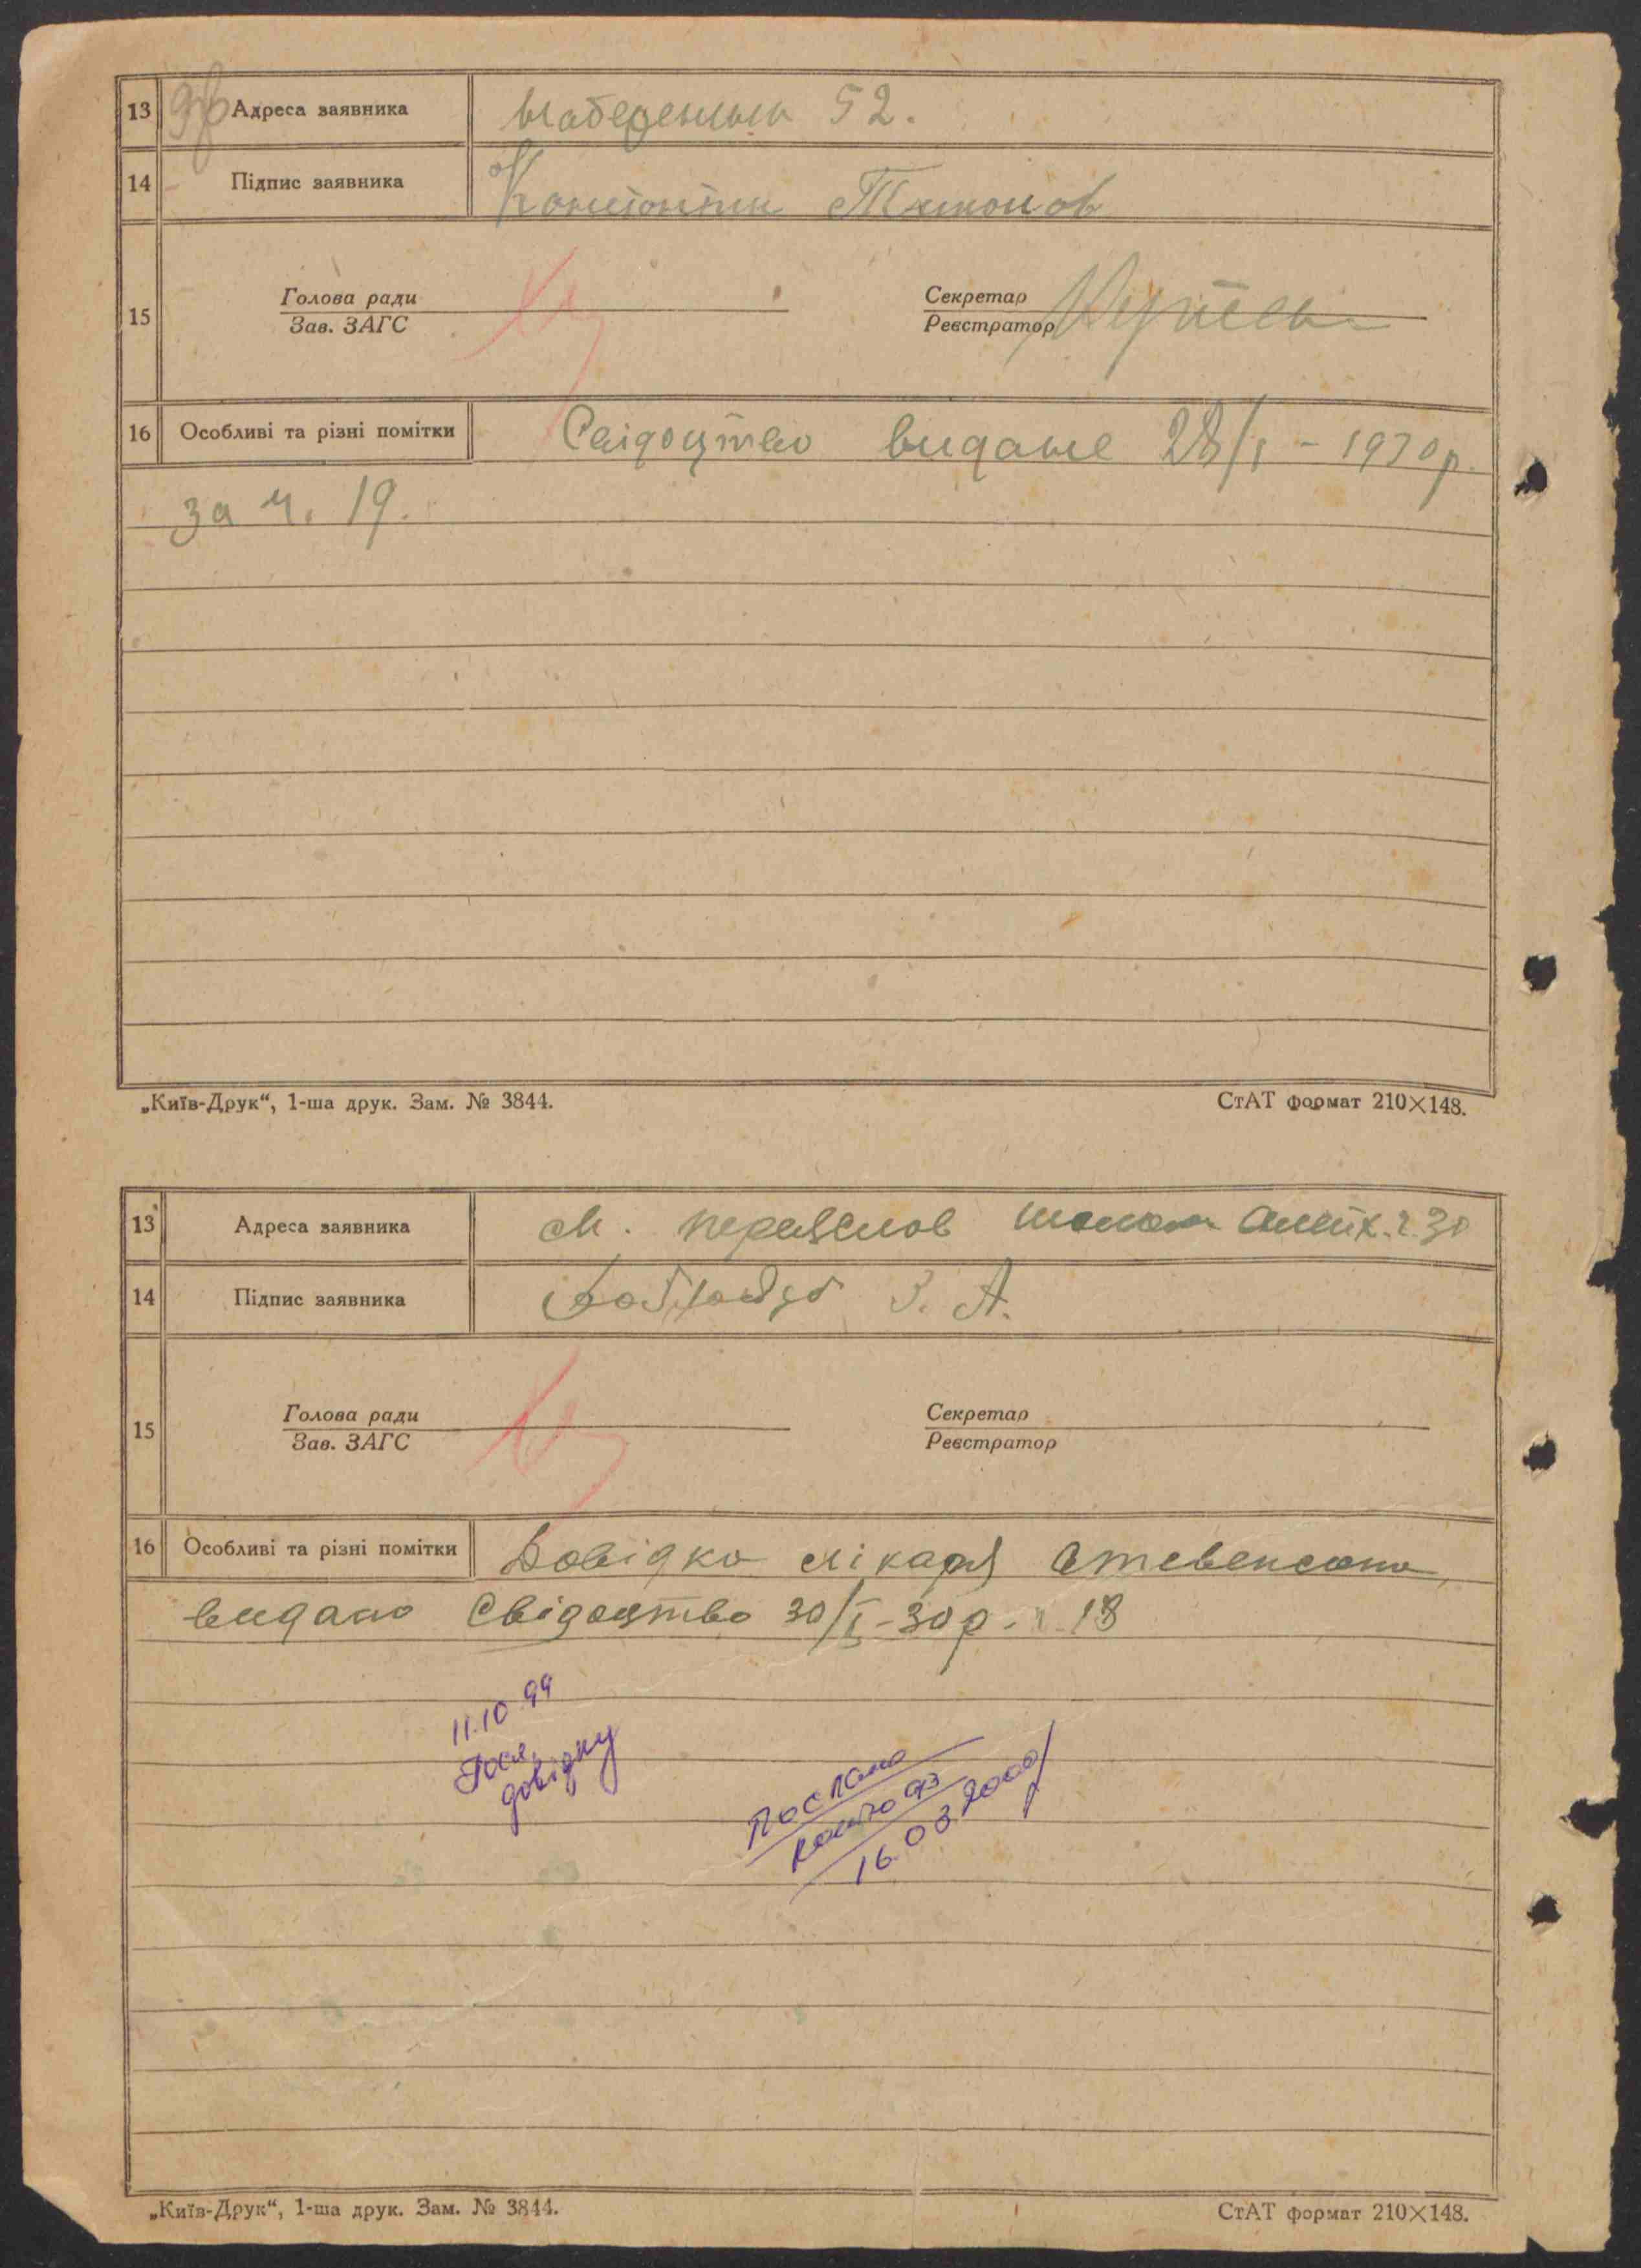 13 Адреса заявника 52.
14 Підпис заявника Тихонов
15 Голова ради Секретар
Зав. ЗАГС Реєстратор
16 Особливі та різні помітки Свідоцтво видане 28/I – 1930 р.
за ч. 19.
„Київ-Друк“, 1-ша друк. Зам. № 3844. СтАТ формат 210×148.
13 Адреса заявника м. Переяслов 30
14 Підпис заявника З. А.
15 Голова ради Секретар
Зав. ЗАГС Реєстратор
16 Особливі та різні помітки Довідка лікаря Стевенсона,
видано Свідоцтво 30/I-30 р. 18
11.10.99
довідку
Послано
16.03.2000
„Київ-Друк“, 1-ша друк. Зам. № 3844. СтАТ формат 210×148.